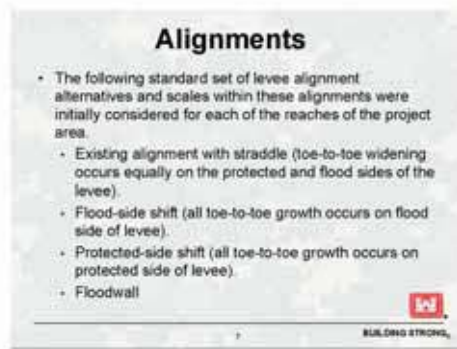 Alignments
• The following standard set of levee alignment
alternatives and scales within these alignments were
initially considered for each of the reaches of the project
area.
• Existing alignment with straddle (toe-to-toe widening
occurs equally on the protected and flood sides of the
levee).
• Flood-side shift (all toe-to-toe growth occurs on flood
side of levee).
• Protected-side shift (all toe-to-toe growth occurs on
protected side of levee).
• Floodwall
BUILDING STRONG®